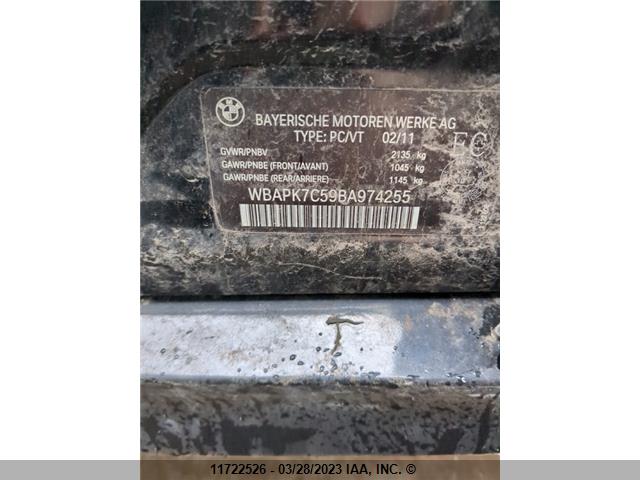 BMW
BAYERISCHE MOTOREN WERKE AG
TYPE: PC/VT 02/11
GVWR/PNBV 2135 kg
GAWR/PNBE (FRONT/AVANT) 1045 kg
GAWR/PNBE (REAR/ARRIERE) 1145 kg
WBAPK7C59BA974255
11722526 - 03/28/2023 IAA, INC. ©